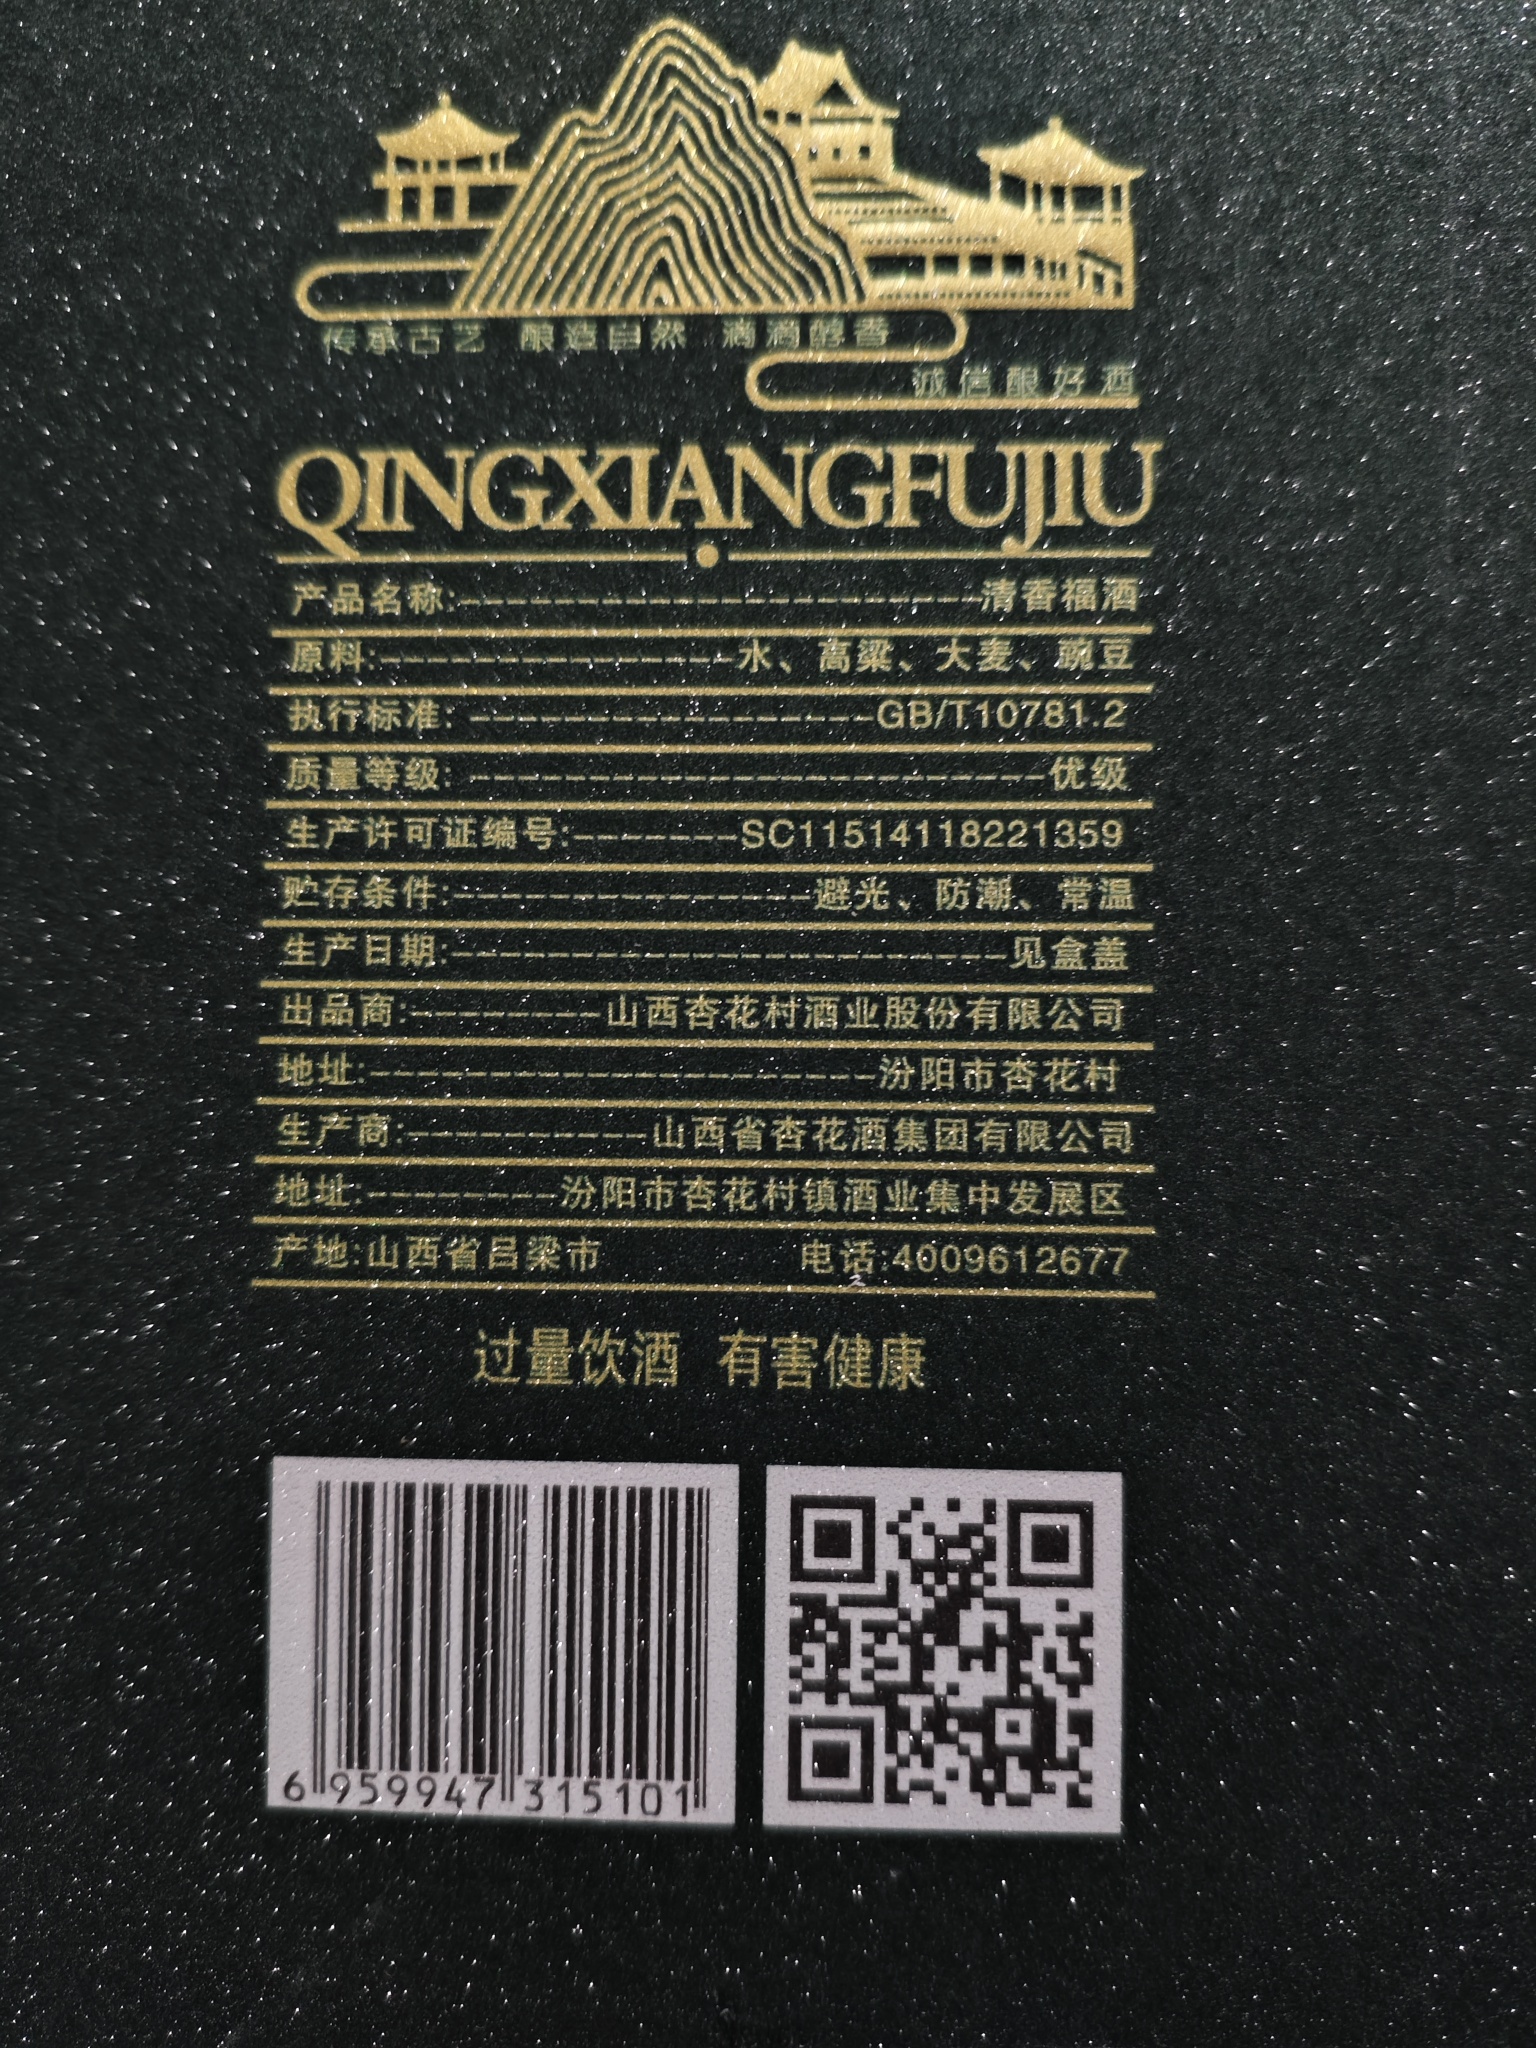 传承古艺 酿造自然 滴滴醇香
诚信酿好酒
QINGXIANGFUJIU
产品名称:-----------------------清香福酒
原料:----------------水、高粱、大麦、豌豆
执行标准: ------------------GB/T10781.2
质量等级: -------------------------优级
生产许可证编号:-------SC11514118221359
贮存条件:----------------避光、防潮、常温
生产日期:------------------------见盒盖
出品商:--------山西杏花村酒业股份有限公司
地址:----------------------汾阳市杏花村
生产商:----------山西省杏花酒集团有限公司
地址:--------汾阳市杏花村镇酒业集中发展区
产地:山西省吕梁市 电话:4009612677
过量饮酒 有害健康
6 959947 315101